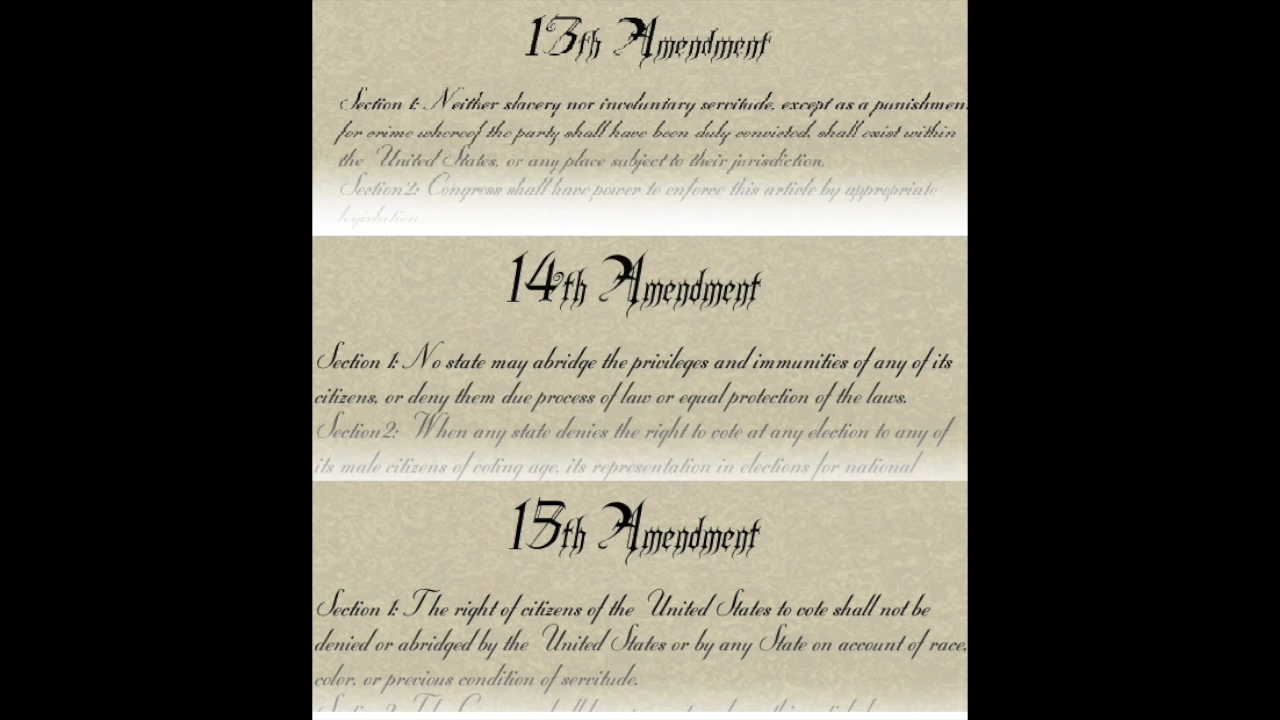 13th Amendment
Section 1: Neither slavery nor involuntary servitude, except as a punishmen
for crime whereof the party shall have been duly convicted, shall exist within
the United States, or any place subject to their jurisdiction.
Section2: Congress shall have power to enforce this article by appropriate
legislation.
14th Amendment
Section 1: No state may abridge the privileges and immunities of any of its
citizens, or deny them due process of law or equal protection of the laws.
Section2: When any state denies the right to vote at any election to any of
its male citizens of voting age, its representation in elections for national
15th Amendment
Section 1: The right of citizens of the United States to vote shall not be
denied or abridged by the United States or by any State on account of race,
color, or previous condition of servitude.